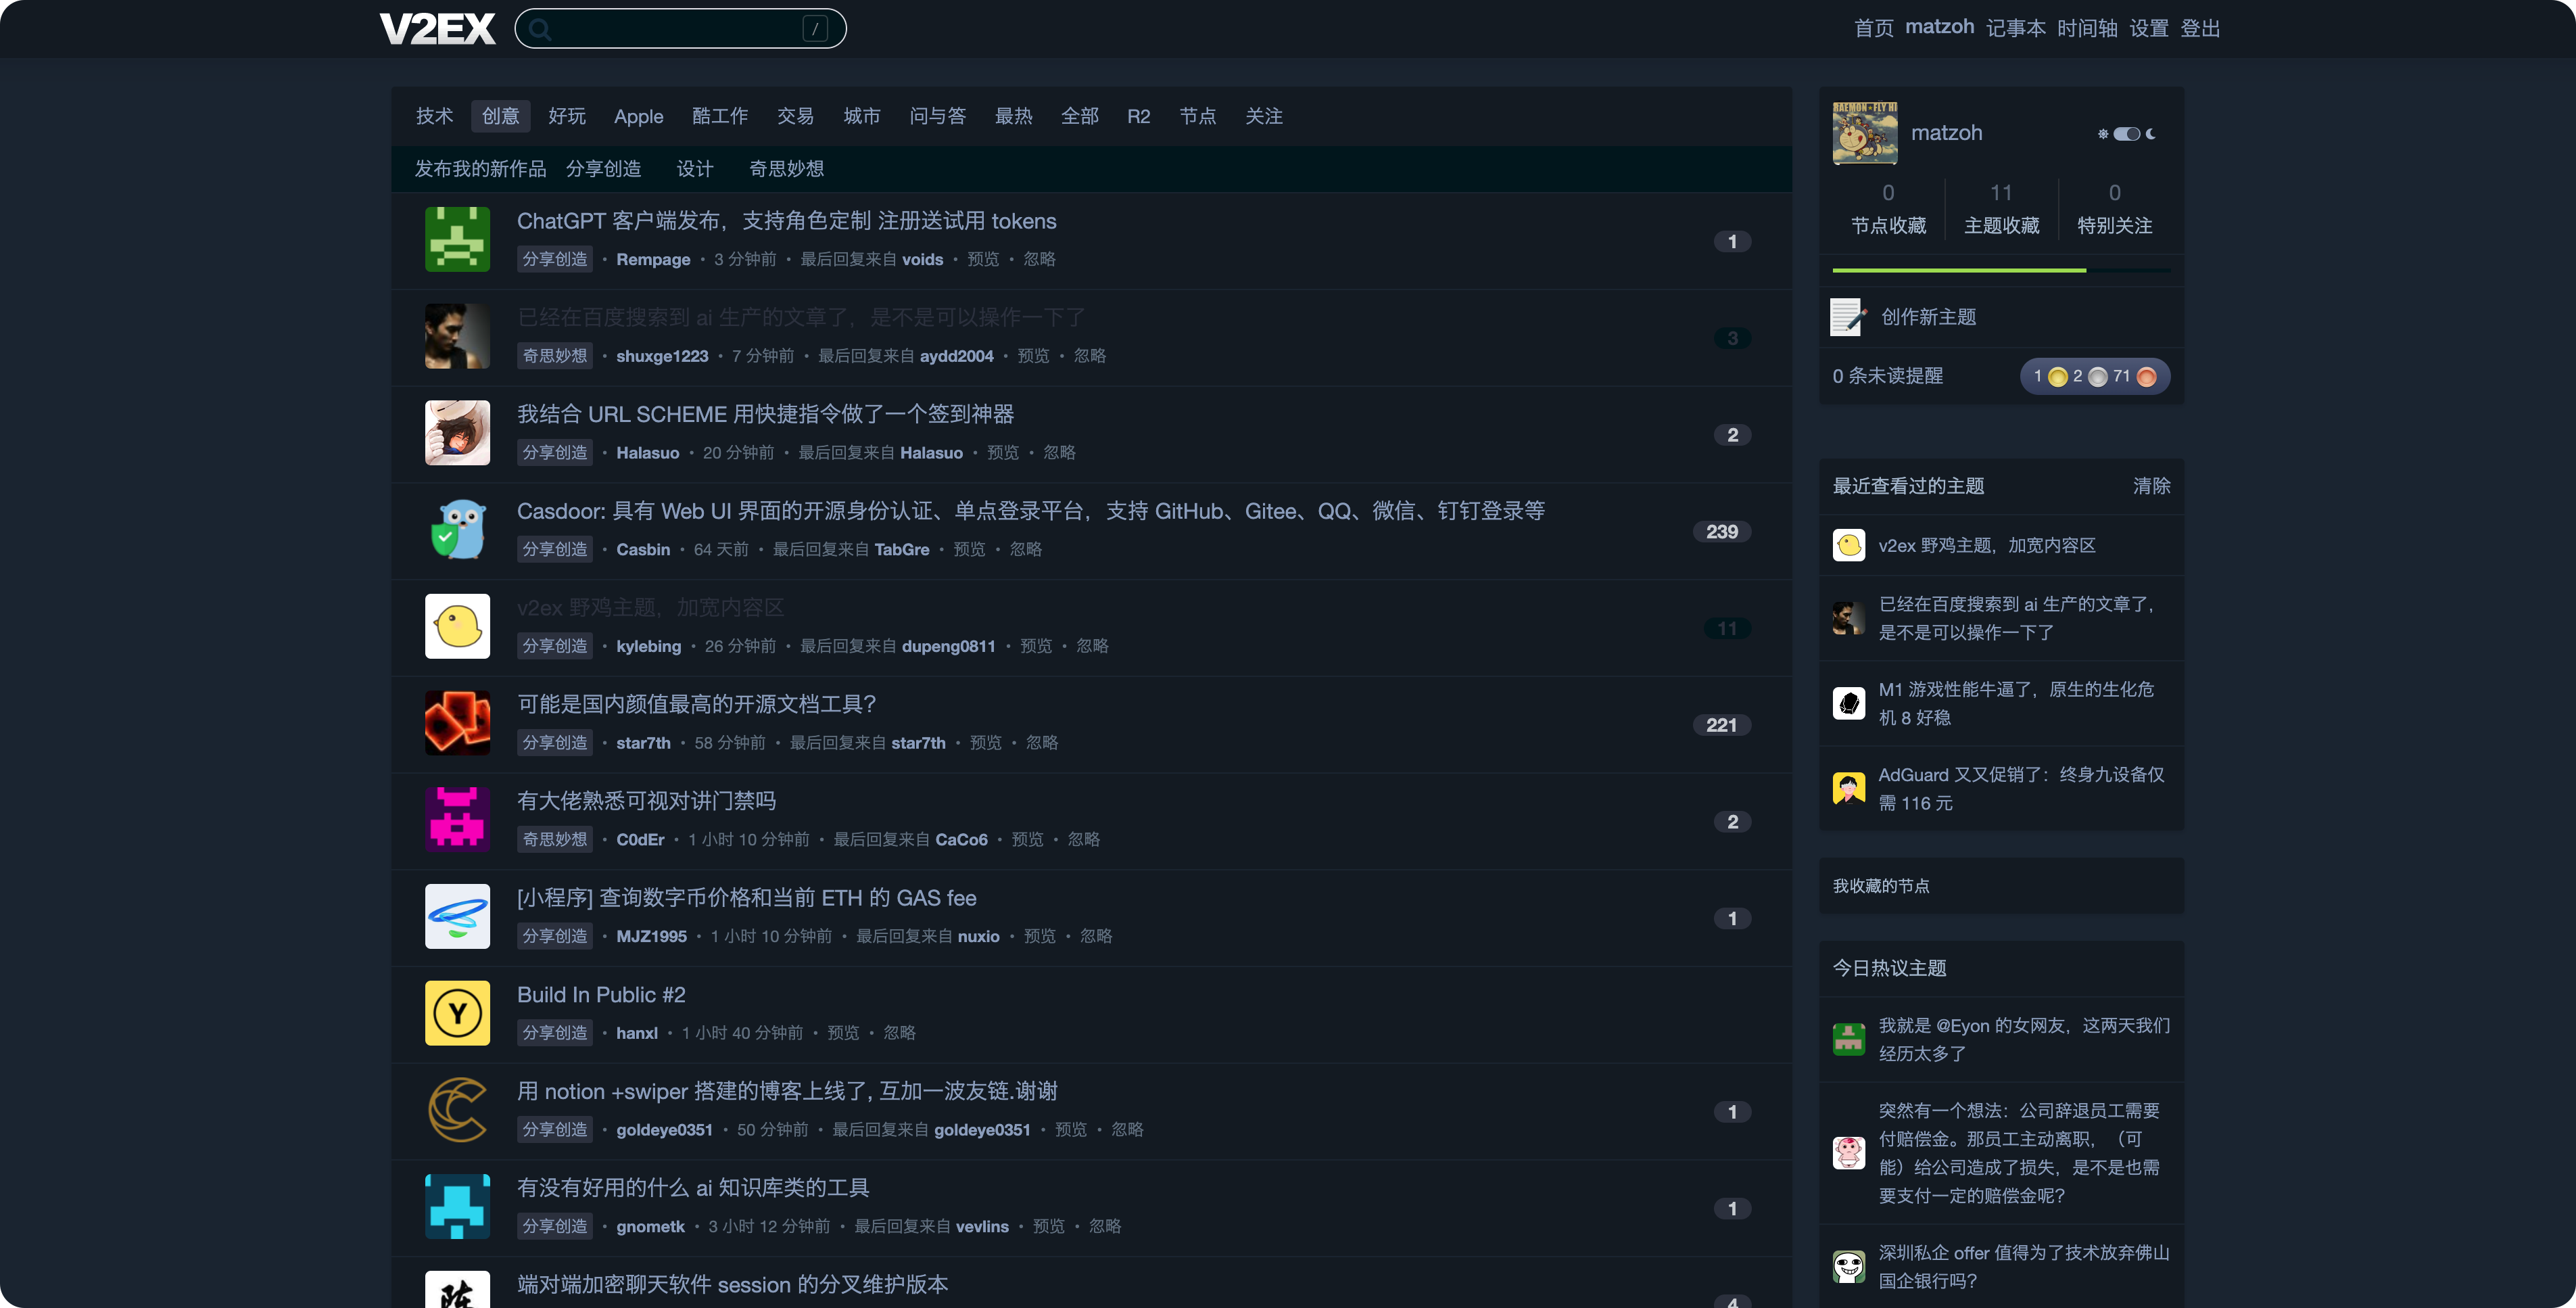 V2EX
/
首页 matzoh 记事本 时间轴 设置 登出
技术 创意 好玩 Apple 酷工作 交易 城市 问与答 最热 全部 R2 节点 关注
发布我的新作品 分享创造 设计 奇思妙想
ChatGPT 客户端发布，支持角色定制 注册送试用 tokens
分享创造 • Rempage • 3 分钟前 • 最后回复来自 voids • 预览 • 忽略
1
已经在百度搜索到 ai 生产的文章了，是不是可以操作一下了
奇思妙想 • shuxge1223 • 7 分钟前 • 最后回复来自 aydd2004 • 预览 • 忽略
3
我结合 URL SCHEME 用快捷指令做了一个签到神器
分享创造 • Halasuo • 20 分钟前 • 最后回复来自 Halasuo • 预览 • 忽略
2
Casdoor: 具有 Web UI 界面的开源身份认证、单点登录平台，支持 GitHub、Gitee、QQ、微信、钉钉登录等
分享创造 • Casbin • 64 天前 • 最后回复来自 TabGre • 预览 • 忽略
239
v2ex 野鸡主题，加宽内容区
分享创造 • kylebing • 26 分钟前 • 最后回复来自 dupeng0811 • 预览 • 忽略
11
可能是国内颜值最高的开源文档工具？
分享创造 • star7th • 58 分钟前 • 最后回复来自 star7th • 预览 • 忽略
221
有大佬熟悉可视对讲门禁吗
奇思妙想 • C0dEr • 1 小时 10 分钟前 • 最后回复来自 CaCo6 • 预览 • 忽略
2
[小程序] 查询数字币价格和当前 ETH 的 GAS fee
分享创造 • MJZ1995 • 1 小时 10 分钟前 • 最后回复来自 nuxio • 预览 • 忽略
1
Y
Build In Public #2
分享创造 • hanxl • 1 小时 40 分钟前 • 预览 • 忽略
用 notion +swiper 搭建的博客上线了, 互加一波友链.谢谢
分享创造 • goldeye0351 • 50 分钟前 • 最后回复来自 goldeye0351 • 预览 • 忽略
1
有没有好用的什么 ai 知识库类的工具
分享创造 • gnometk • 3 小时 12 分钟前 • 最后回复来自 vevlins • 预览 • 忽略
1
陈
端对端加密聊天软件 session 的分叉维护版本
4
matzoh
0 11 0
节点收藏 主题收藏 特别关注
创作新主题
0 条未读提醒 1 2 71
最近查看过的主题 清除
v2ex 野鸡主题，加宽内容区
已经在百度搜索到 ai 生产的文章了，
是不是可以操作一下了
M1 游戏性能牛逼了，原生的生化危
机 8 好稳
AdGuard 又又促销了：终身九设备仅
需 116 元
我收藏的节点
今日热议主题
我就是 @Eyon 的女网友，这两天我们
经历太多了
突然有一个想法：公司辞退员工需要
付赔偿金。那员工主动离职，（可
能）给公司造成了损失，是不是也需
要支付一定的赔偿金呢？
深圳私企 offer 值得为了技术放弃佛山
国企银行吗？